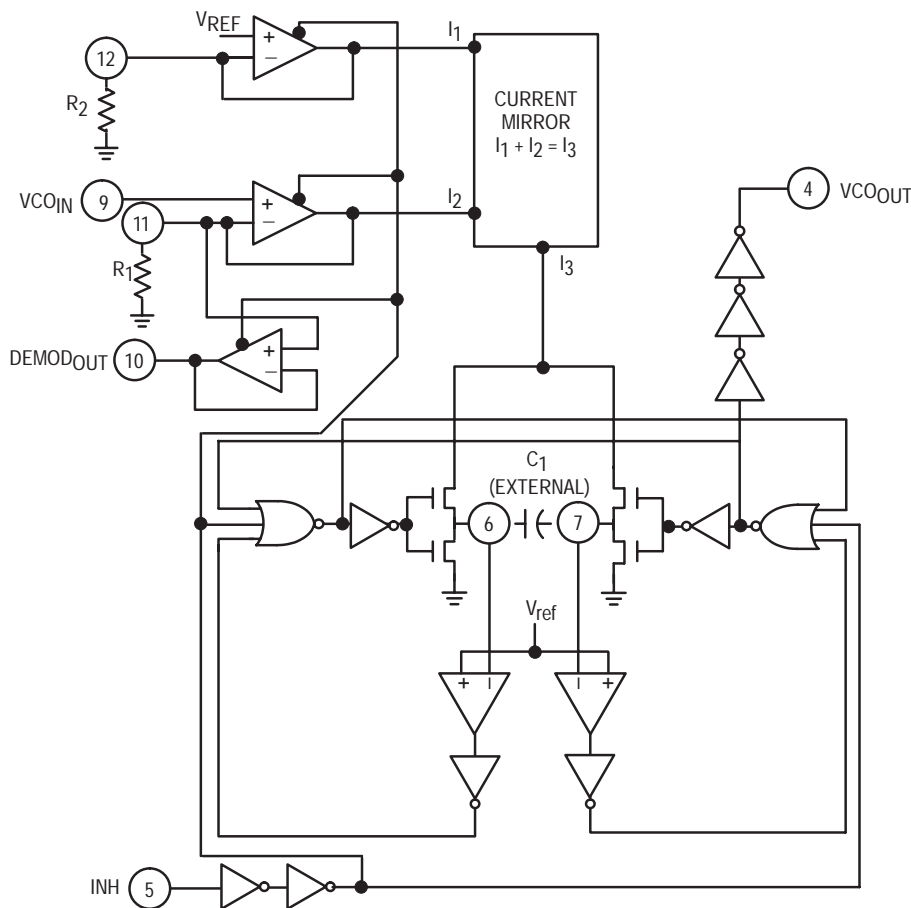 VREF
+
−
12
R2
I1
CURRENT
MIRROR
I1 + I2 = I3
VCOIN
9
11
+
−
I2
R1
I3
4
VCOOUT
DEMODOUT
10
+
−
C1
(EXTERNAL)
6
7
Vref
+
−
−
+
INH
5